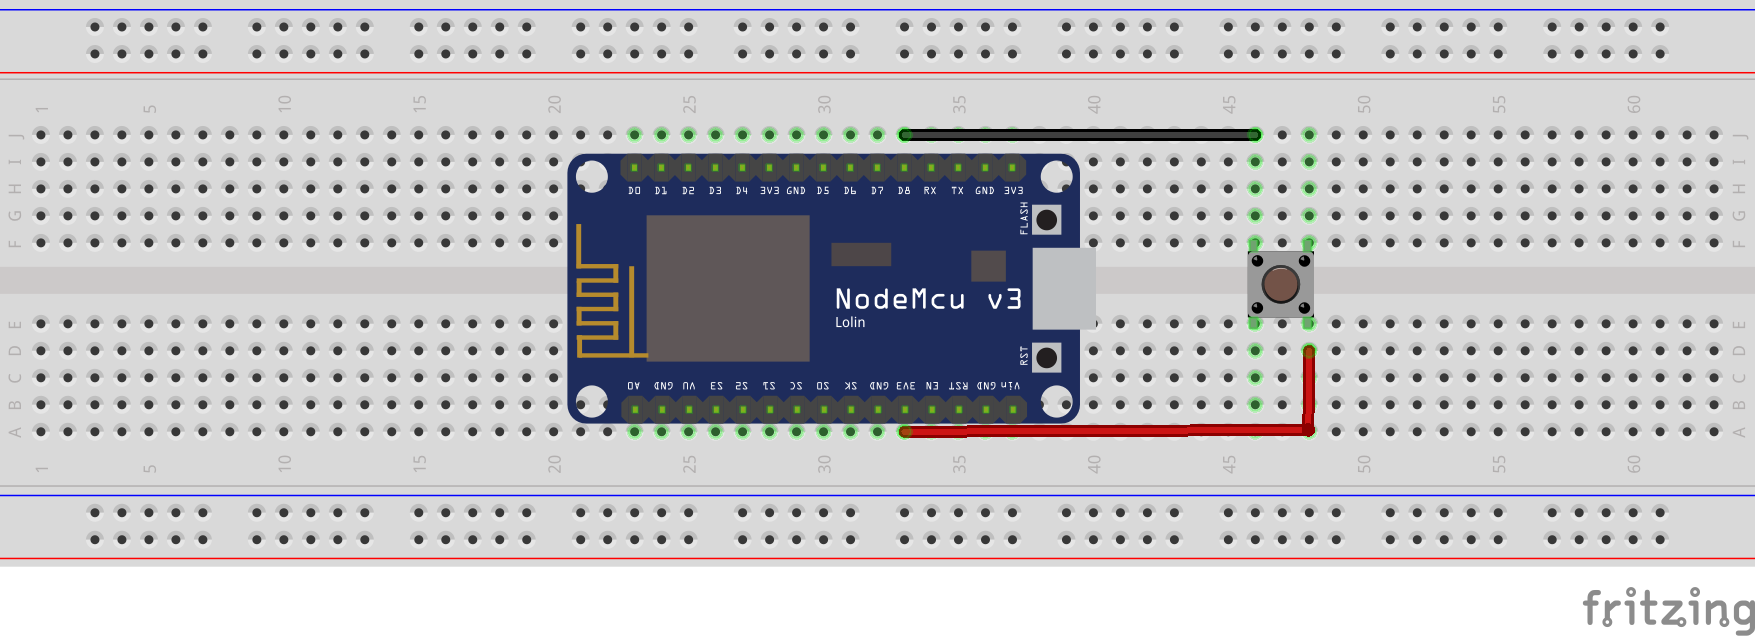 1 5 10 15 20 25 30 35 40 45 50 55 60
J J
I I
H H
G G
F F
D0 D1 D2 D3 D4 3V3 GND D5 D6 D7 D8 RX TX GND 3V3
FLASH
NodeMcu v3
Lolin
RST
E E
D D
C C
B B
A A
A0 GND VU S3 S2 S1 SC S0 SK GND 3V3 EN RST GND Vin
1 5 10 15 20 25 30 35 40 45 50 55 60
fritzing